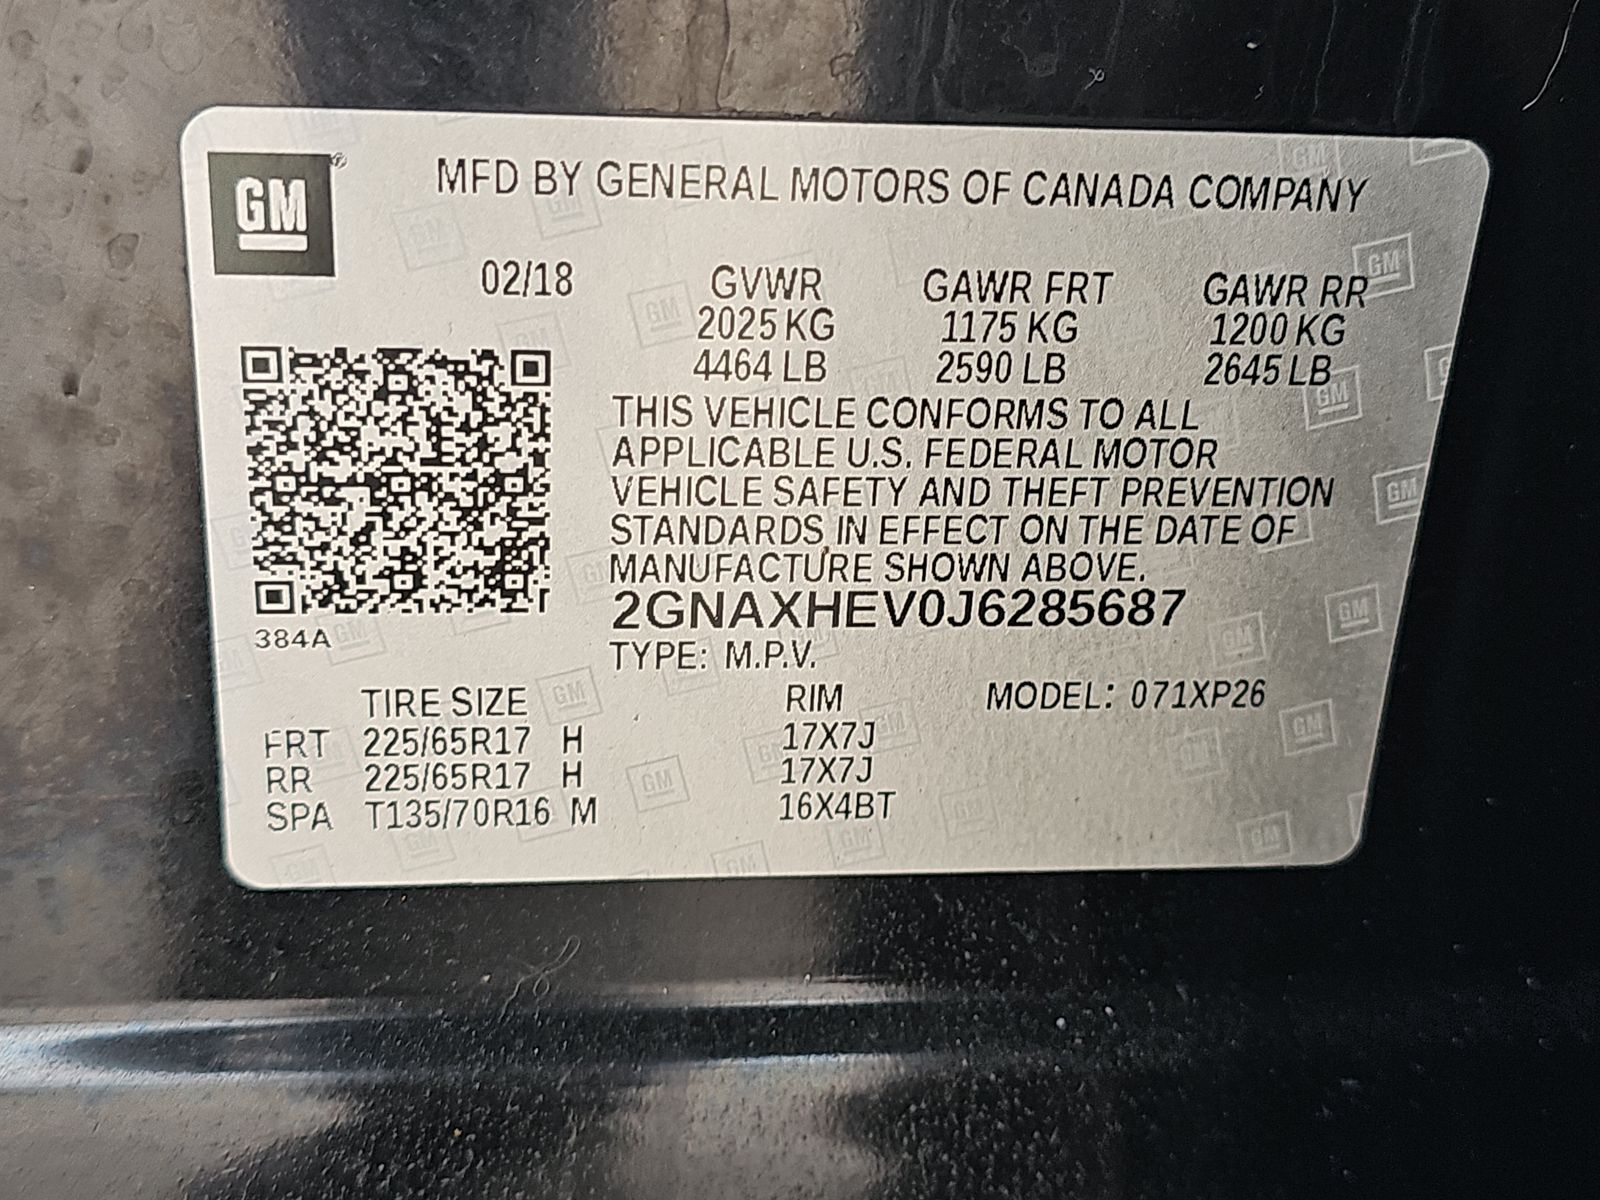 GM
MFD BY GENERAL MOTORS OF CANADA COMPANY
02/18 GVWR GAWR FRT GAWR RR
2025 KG 1175 KG 1200 KG
4464 LB 2590 LB 2645 LB
THIS VEHICLE CONFORMS TO ALL
APPLICABLE U.S. FEDERAL MOTOR
VEHICLE SAFETY AND THEFT PREVENTION
STANDARDS IN EFFECT ON THE DATE OF
MANUFACTURE SHOWN ABOVE.
2GNAXHEV0J6285687
384A
TYPE: M.P.V.
TIRE SIZE RIM MODEL: 071XP26
FRT 225/65R17 H 17X7J
RR 225/65R17 H 17X7J
SPA T135/70R16 M 16X4BT